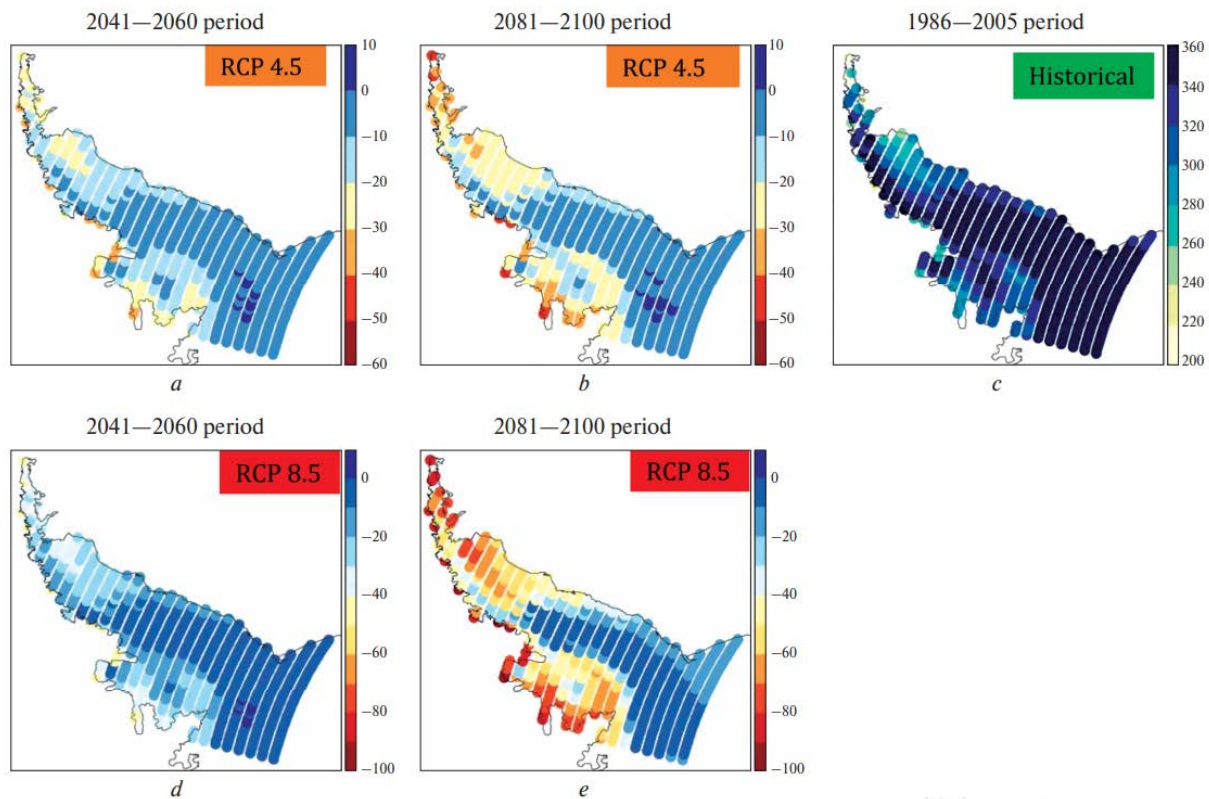 2041—2060 period
2081—2100 period
1986—2005 period
RCP 4.5
RCP 4.5
Historical
10
0
−10
−20
−30
−40
−50
−60
10
0
−10
−20
−30
−40
−50
−60
360
340
320
300
280
260
240
220
200
a
b
c
2041—2060 period
2081—2100 period
RCP 8.5
RCP 8.5
0
−20
−40
−60
−80
−100
0
−20
−40
−60
−80
−100
d
e